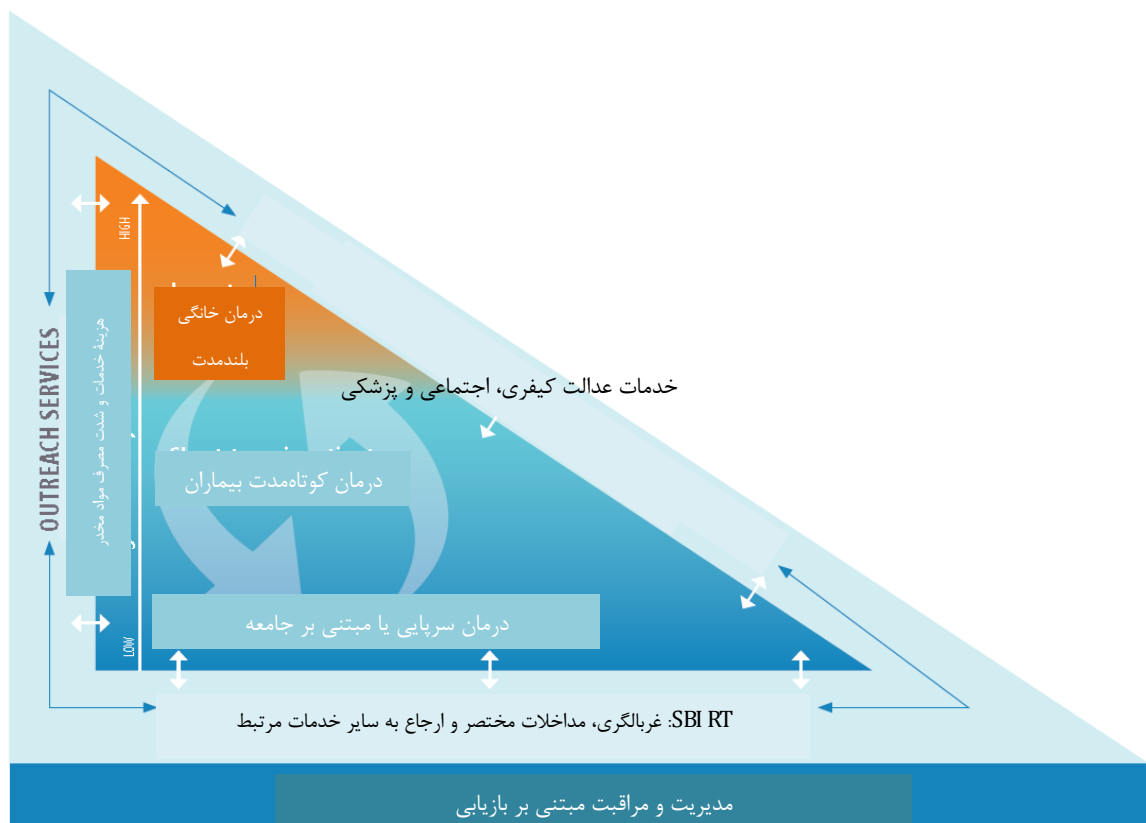 HIGH
درمان خانگی
بلندمدت
OUTREACH SERVICES
هزینهٔ خدمات و شدت مصرف مواد مخدر
خدمات عدالت کیفری، اجتماعی و پزشکی
درمان کوتاه‌مدت بیماران
درمان سرپایی یا مبتنی بر جامعه
LOW
SBIRT: غربالگری، مداخلات مختصر و ارجاع به سایر خدمات مرتبط
مدیریت و مراقبت مبتنی بر بازیابی